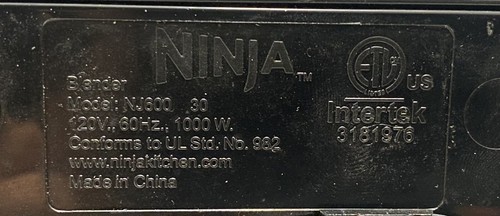 NINJA™
ETL US
Blender
Model: NJ600 30
Intertek
120V., 60Hz., 1000 W.
3181976
Conforms to UL Std. No. 982
www.ninjakitchen.com
Made in China